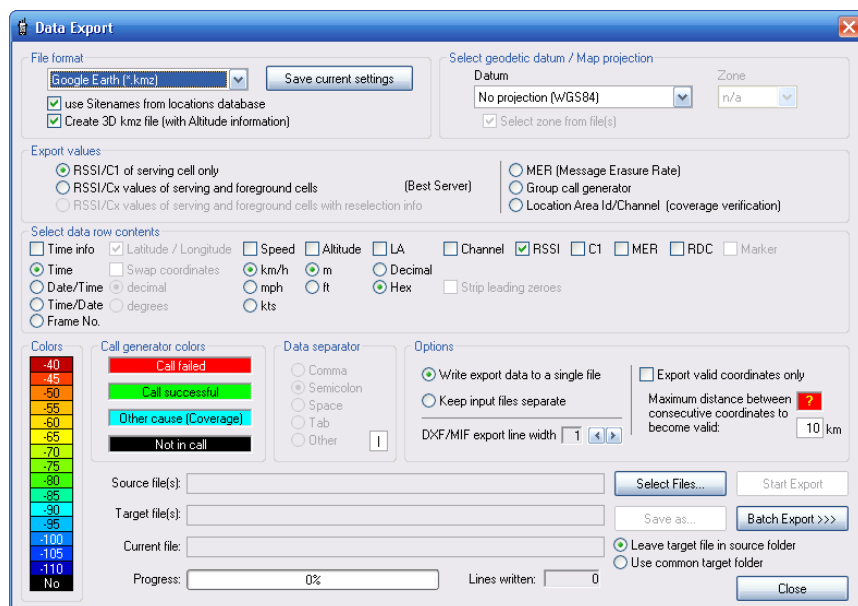 Data Export
File format
Google Earth (*.kmz)
Save current settings
use Sitenames from locations database
Create 3D kmz file (with Altitude information)
Select geodetic datum / Map projection
Datum
Zone
No projection (WGS84)
n/a
Select zone from file(s)
Export values
RSSI/C1 of serving cell only
RSSI/Cx values of serving and foreground cells
(Best Server)
RSSI/Cx values of serving and foreground cells with reselection info
MER (Message Erasure Rate)
Group call generator
Location Area Id/Channel (coverage verification)
Select data row contents
Time info
Latitude / Longitude
Speed
Altitude
LA
Channel
RSSI
C1
MER
RDC
Marker
Time
Swap coordinates
km/h
m
Decimal
Date/Time
decimal
mph
ft
Hex
Strip leading zeroes
Time/Date
degrees
kts
Frame No.
Colors
-40
-45
-50
-55
-60
-65
-70
-75
-80
-85
-90
-95
-100
-105
-110
No
Call generator colors
Call failed
Call successful
Other cause (Coverage)
Not in call
Data separator
Comma
Semicolon
Space
Tab
Other
|
Options
Write export data to a single file
Keep input files separate
DXF/MIF export line width
1
Export valid coordinates only
Maximum distance between
consecutive coordinates to
become valid:
?
10 km
Source file(s):
Select Files...
Start Export
Target file(s):
Save as...
Batch Export >>>
Current file:
Leave target file in source folder
Use common target folder
Progress:
0%
Lines written:
0
Close